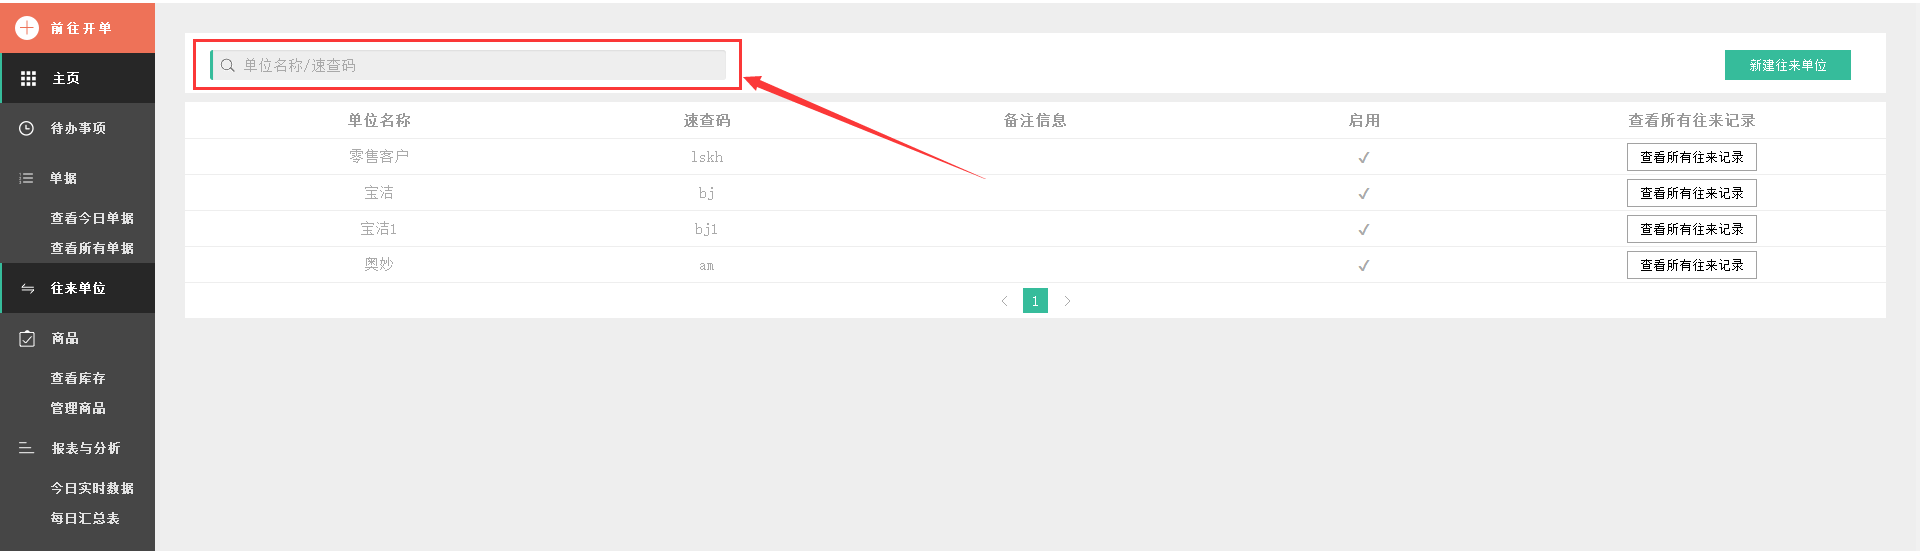 前往开单
主页
待办事项
单据
查看今日单据
查看所有单据
往来单位
商品
查看库存
管理商品
报表与分析
今日实时数据
每日汇总表
单位名称/速查码
新建往来单位
单位名称 速查码 备注信息 启用 查看所有往来记录
零售客户 lskh ✓ 查看所有往来记录
宝洁 bj ✓ 查看所有往来记录
宝洁1 bj1 ✓ 查看所有往来记录
奥妙 am ✓ 查看所有往来记录
< 1 >